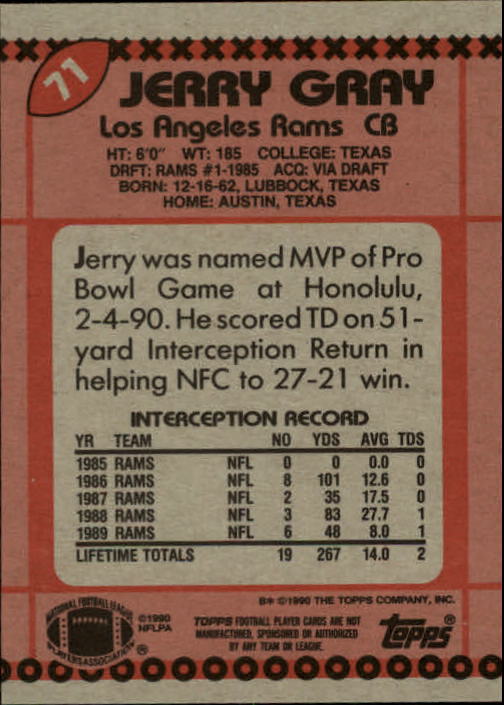 71
JERRY GRAY
Los Angeles Rams CB
HT: 6'0" WT: 185 COLLEGE: TEXAS
DRFT: RAMS #1-1985 ACQ: VIA DRAFT
BORN: 12-16-62, LUBBOCK, TEXAS
HOME: AUSTIN, TEXAS
Jerry was named MVP of Pro
Bowl Game at Honolulu,
2-4-90. He scored TD on 51-
yard Interception Return in
helping NFC to 27-21 win.
INTERCEPTION RECORD
YR TEAM NO YDS AVG TDS
1985 RAMS NFL 0 0 0.0 0
1986 RAMS NFL 8 101 12.6 0
1987 RAMS NFL 2 35 17.5 0
1988 RAMS NFL 3 83 27.7 1
1989 RAMS NFL 6 48 8.0 1
LIFETIME TOTALS 19 267 14.0 2
B* ©1990 THE TOPPS COMPANY, INC.
NATIONAL FOOTBALL LEAGUE
PLAYERS ASSOCIATION ®
©1990
NFLPA
TOPPS FOOTBALL PLAYER CARDS ARE NOT
MANUFACTURED, SPONSORED OR AUTHORIZED
BY ANY TEAM OR LEAGUE.
topps®